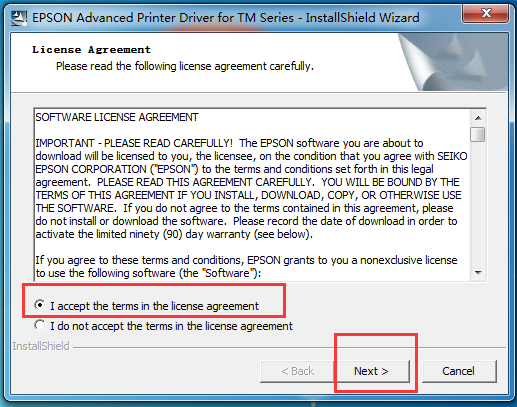 EPSON Advanced Printer Driver for TM Series - InstallShield Wizard
License Agreement
Please read the following license agreement carefully.
SOFTWARE LICENSE AGREEMENT
IMPORTANT - PLEASE READ CAREFULLY!  The EPSON software you are about to
download will be licensed to you, the licensee, on the condition that you agree with SEIKO
EPSON CORPORATION ("EPSON") to the terms and conditions set forth in this legal
agreement.  PLEASE READ THIS AGREEMENT CAREFULLY.  YOU WILL BE BOUND BY THE
TERMS OF THIS AGREEMENT IF YOU INSTALL, DOWNLOAD, COPY, OR OTHERWISE USE
THE SOFTWARE.  If you do not agree to the terms contained in this agreement, please
do not install or download the software.  Please record the date of download in order to
activate the limited ninety (90) day warranty (see below).
If you agree to these terms and conditions, EPSON grants to you a nonexclusive license
to use the following software (the "Software"):
I accept the terms in the license agreement
I do not accept the terms in the license agreement
InstallShield
< Back
Next >
Cancel